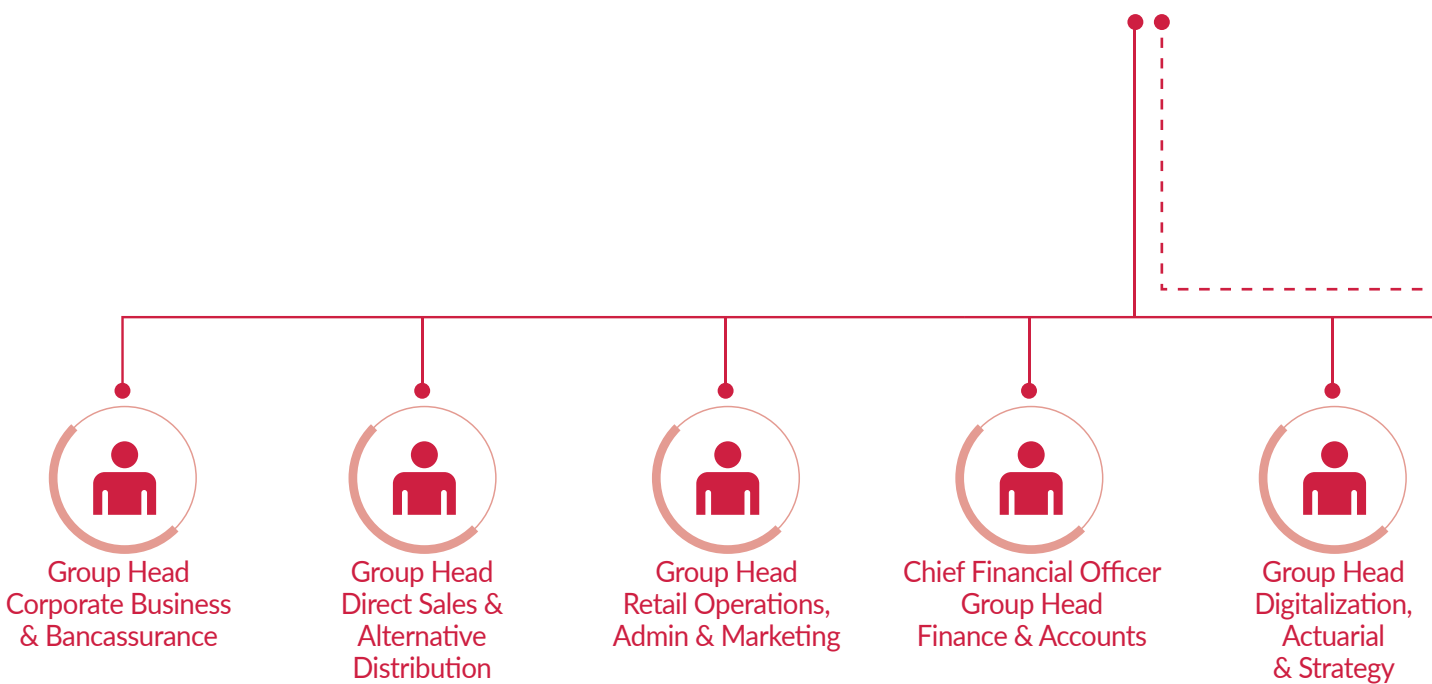 Group Head
Corporate Business
& Bancassurance
Group Head
Direct Sales &
Alternative
Distribution
Group Head
Retail Operations,
Admin & Marketing
Chief Financial Officer
Group Head
Finance & Accounts
Group Head
Digitalization,
Actuarial
& Strategy